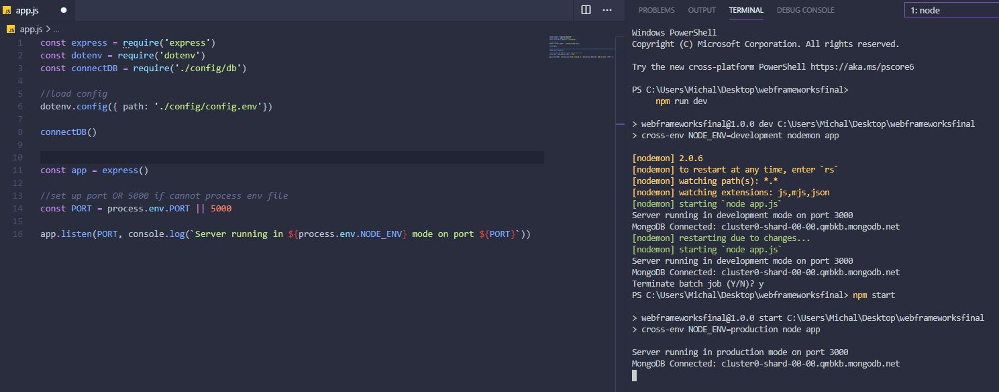 JS app.js
JS app.js > ...
1 const express = require('express')
2 const dotenv = require('dotenv')
3 const connectDB = require('./config/db')
4
5 //load config
6 dotenv.config({ path: './config/config.env'})
7
8 connectDB()
9
10
11 const app = express()
12
13 //set up port OR 5000 if cannot process env file
14 const PORT = process.env.PORT || 5000
15
16 app.listen(PORT, console.log(`Server running in ${process.env.NODE_ENV} mode on port ${PORT}`))
PROBLEMS OUTPUT TERMINAL DEBUG CONSOLE 1: node
Windows PowerShell
Copyright (C) Microsoft Corporation. All rights reserved.
Try the new cross-platform PowerShell https://aka.ms/pscore6
PS C:\Users\Michal\Desktop\webframeworksfinal>
npm run dev
> webframeworksfinal@1.0.0 dev C:\Users\Michal\Desktop\webframeworksfinal
> cross-env NODE_ENV=development nodemon app
[nodemon] 2.0.6
[nodemon] to restart at any time, enter `rs`
[nodemon] watching path(s): *.*
[nodemon] watching extensions: js,mjs,json
[nodemon] starting `node app.js`
Server running in development mode on port 3000
MongoDB Connected: cluster0-shard-00-00.qmbkb.mongodb.net
[nodemon] restarting due to changes...
[nodemon] starting `node app.js`
Server running in development mode on port 3000
MongoDB Connected: cluster0-shard-00-00.qmbkb.mongodb.net
Terminate batch job (Y/N)? y
PS C:\Users\Michal\Desktop\webframeworksfinal> npm start
> webframeworksfinal@1.0.0 start C:\Users\Michal\Desktop\webframeworksfinal
> cross-env NODE_ENV=production node app
Server running in production mode on port 3000
MongoDB Connected: cluster0-shard-00-00.qmbkb.mongodb.net